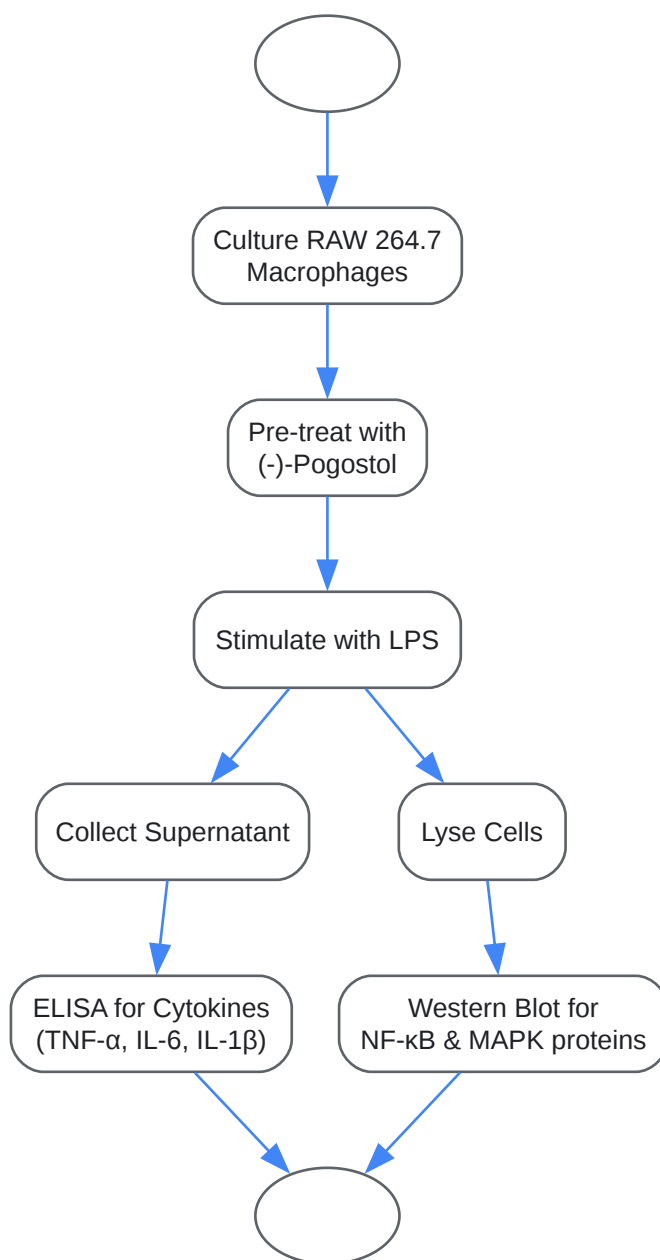 Culture RAW 264.7
Macrophages
Pre-treat with
(-)-Pogostol
Stimulate with LPS
Collect Supernatant
Lyse Cells
ELISA for Cytokines
(TNF-α, IL-6, IL-1β)
Western Blot for
NF-κB & MAPK proteins